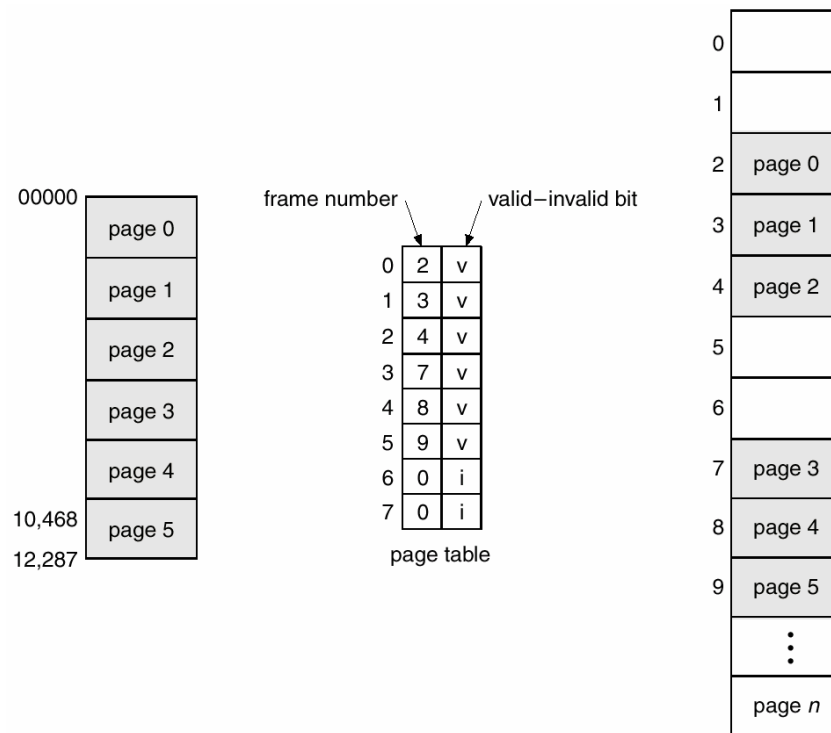 00000
page 0
page 1
page 2
page 3
page 4
10,468
page 5
12,287
frame number
valid–invalid bit
0 2 v
1 3 v
2 4 v
3 7 v
4 8 v
5 9 v
6 0 i
7 0 i
page table
0
1
2 page 0
3 page 1
4 page 2
5
6
7 page 3
8 page 4
9 page 5
page n